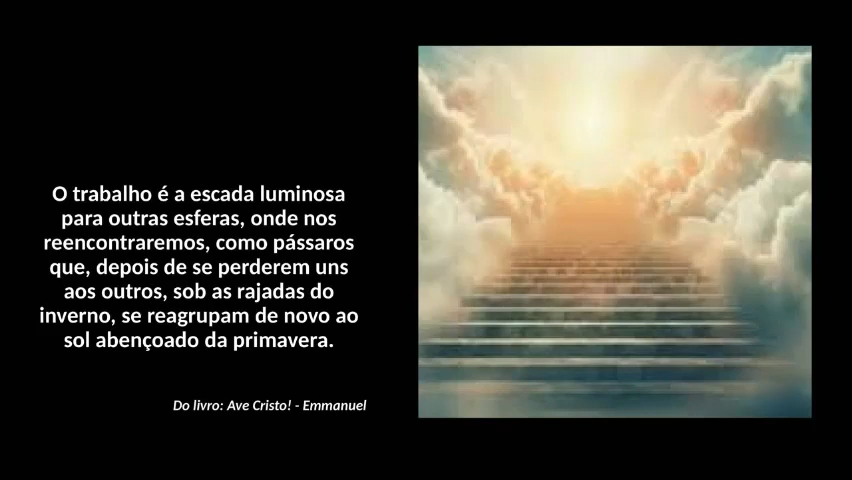 O trabalho é a escada luminosa
para outras esferas, onde nos
reencontraremos, como pássaros
que, depois de se perderem uns
aos outros, sob as rajadas do
inverno, se reagrupam de novo ao
sol abençoado da primavera.
Do livro: Ave Cristo! - Emmanuel